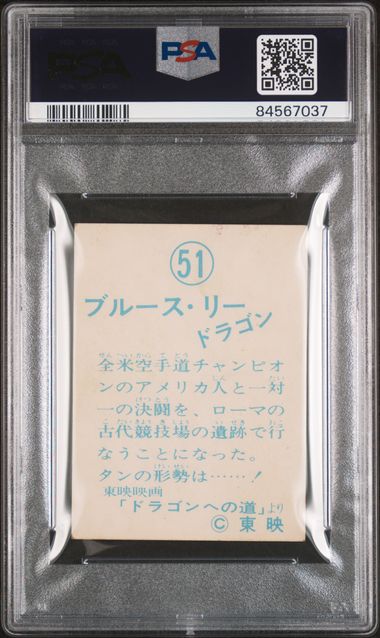 PSA
PSA
84567037
51
ブルース・リー
ドラゴン
全米空手道チャンピオ
ンのアメリカ人と一対
一の決闘を、ローマの
古代競技場の遺跡で行
なうことになった。
タンの形勢は……!
東映映画
「ドラゴンへの道」より
© 東映